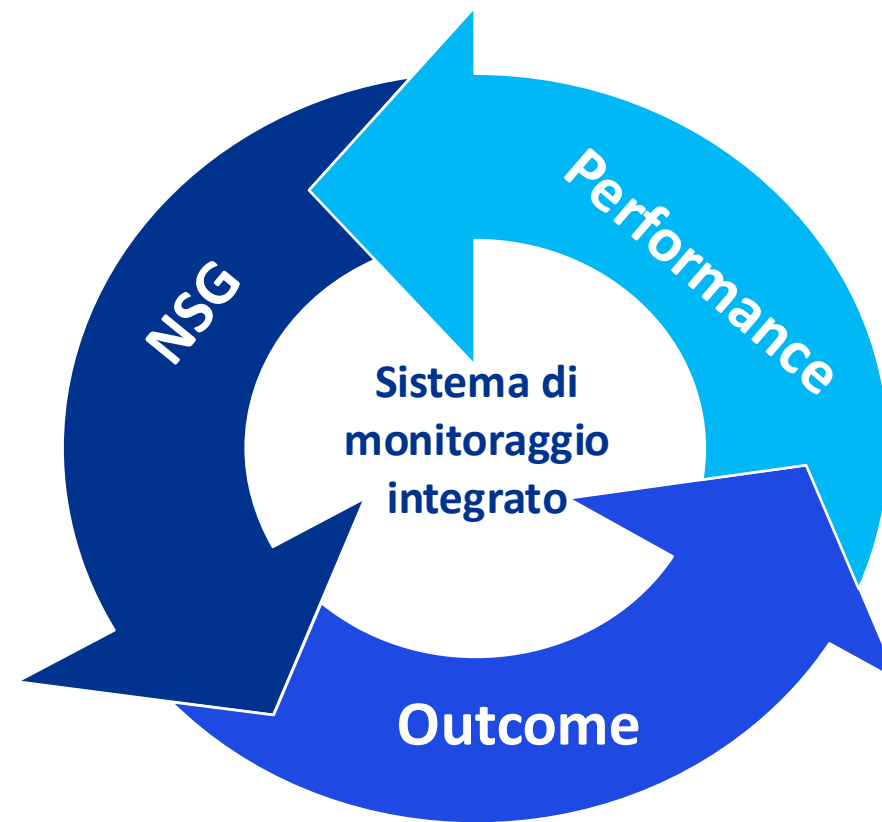 Performance
NSG
Sistema di
monitoraggio
integrato
Outcome